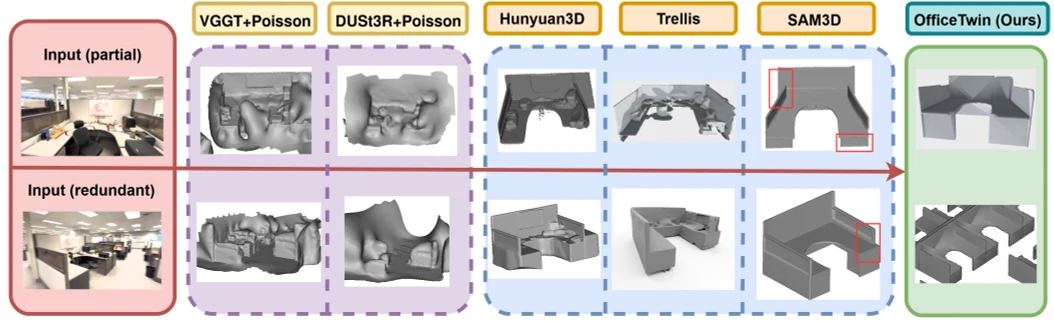 VGGT+Poisson
DUSt3R+Poisson
Hunyuan3D
Trellis
SAM3D
OfficeTwin (Ours)
Input (partial)
Input (redundant)